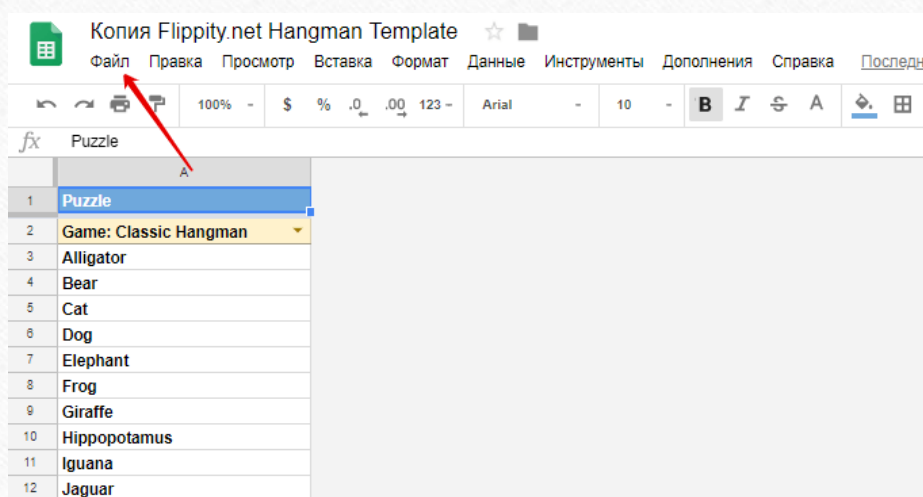 Копия Flippity.net Hangman Template
Файл Правка Просмотр Вставка Формат Данные Инструменты Дополнения Справка Последн
100% $ % .0 .00 123 Arial 10 B I S A
fx Puzzle
A
1 Puzzle
2 Game: Classic Hangman
3 Alligator
4 Bear
5 Cat
6 Dog
7 Elephant
8 Frog
9 Giraffe
10 Hippopotamus
11 Iguana
12 Jaguar